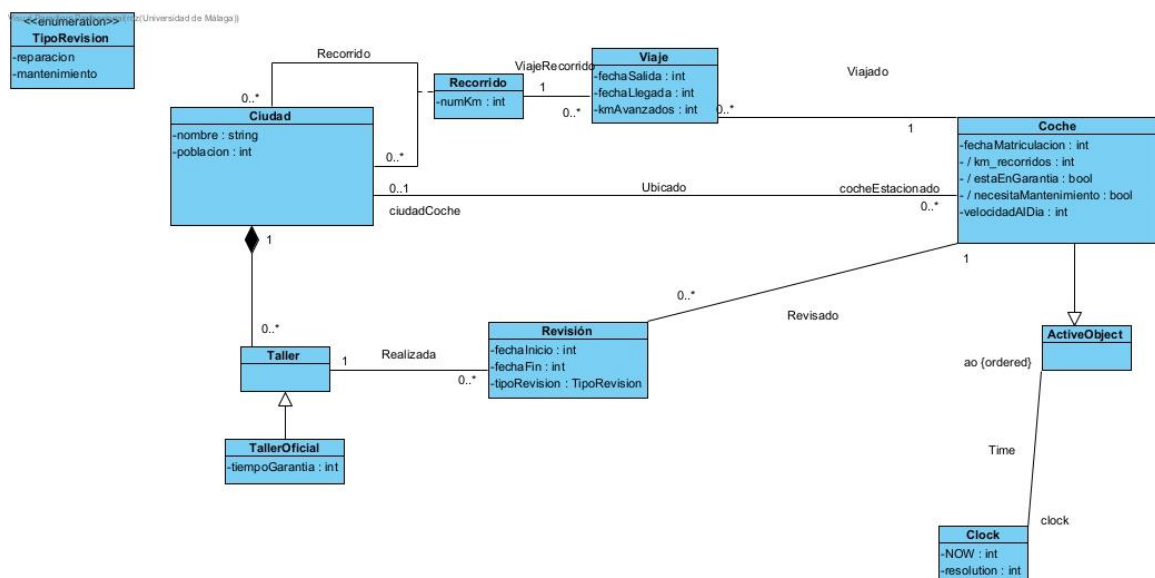 (Universidad de Málaga))
<<enumeration>>
TipoRevision
-reparacion
-mantenimiento
Recorrido
0..*
0..*
Ciudad
-nombre : string
-poblacion : int
Recorrido
-numKm : int
ViajeRecorrido
1
0..*
Viaje
-fechaSalida : int
-fechaLlegada : int
-kmAvanzados : int
Viajado
0..*
1
Coche
-fechaMatriculacion : int
- / km_recorridos : int
- / estaEnGarantia : bool
- / necesitaMantenimiento : bool
-velocidadAlDia : int
0..1
Ubicado
cocheEstacionado
ciudadCoche
0..*
1
1
0..*
Revisado
0..*
Taller
1
Realizada
0..*
Revisión
-fechaInicio : int
-fechaFin : int
-tipoRevision : TipoRevision
ActiveObject
ao {ordered}
TallerOficial
-tiempoGarantia : int
Time
clock
Clock
-NOW : int
-resolution : int